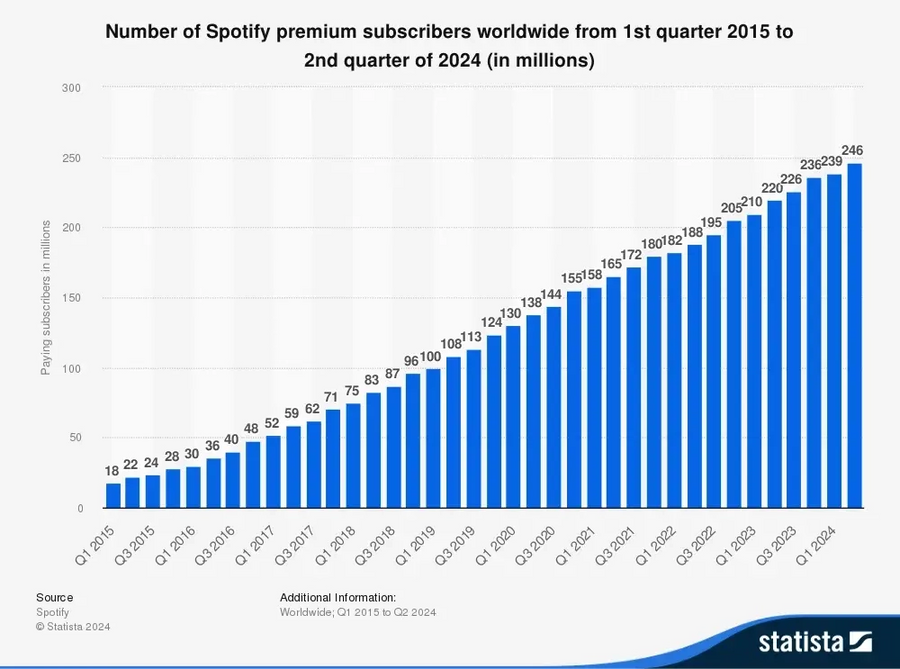 Number of Spotify premium subscribers worldwide from 1st quarter 2015 to
2nd quarter of 2024 (in millions)
Paying subscribers in millions
300
250
200
150
100
50
0
18 22 24 28 30 36 40 48 52 59 62 71 75 83 87 96 100 108 113 124 130 138 144 155 158 165 172 180 182 188 195 205 210 220 226 236 239 246
Q1 2015 Q3 2015 Q1 2016 Q3 2016 Q1 2017 Q3 2017 Q1 2018 Q3 2018 Q1 2019 Q3 2019 Q1 2020 Q3 2020 Q1 2021 Q3 2021 Q1 2022 Q3 2022 Q1 2023 Q3 2023 Q1 2024
Source
Spotify
© Statista 2024
Additional Information:
Worldwide; Q1 2015 to Q2 2024
statista